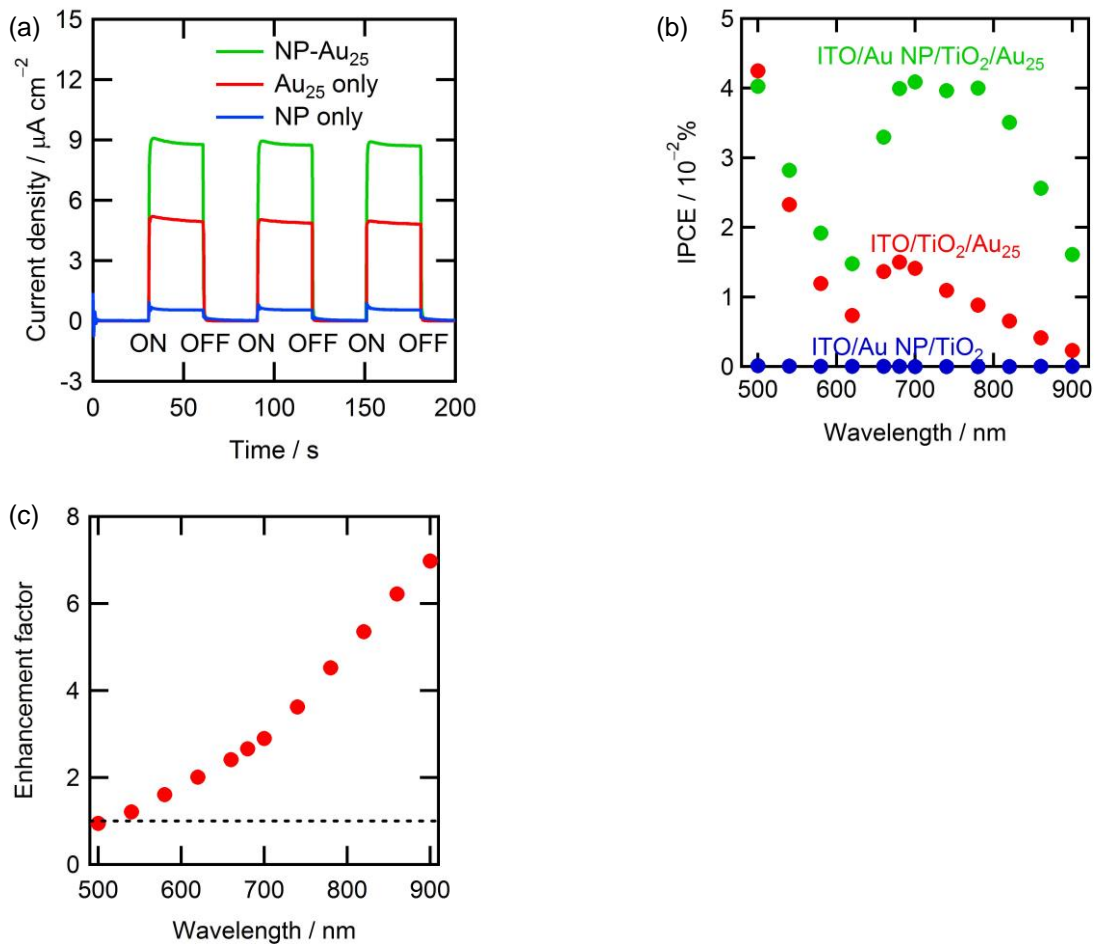 (a)
15
12
9
6
3
0
-3
Current density / μA cm⁻²
NP-Au₂₅
Au₂₅ only
NP only
ON OFF ON OFF ON OFF
0 50 100 150 200
Time / s
(b)
5
4
3
2
1
0
IPCE / 10⁻²%
ITO/Au NP/TiO₂/Au₂₅
ITO/TiO₂/Au₂₅
ITO/Au NP/TiO₂
500 600 700 800 900
Wavelength / nm
(c)
8
6
4
2
0
Enhancement factor
500 600 700 800 900
Wavelength / nm